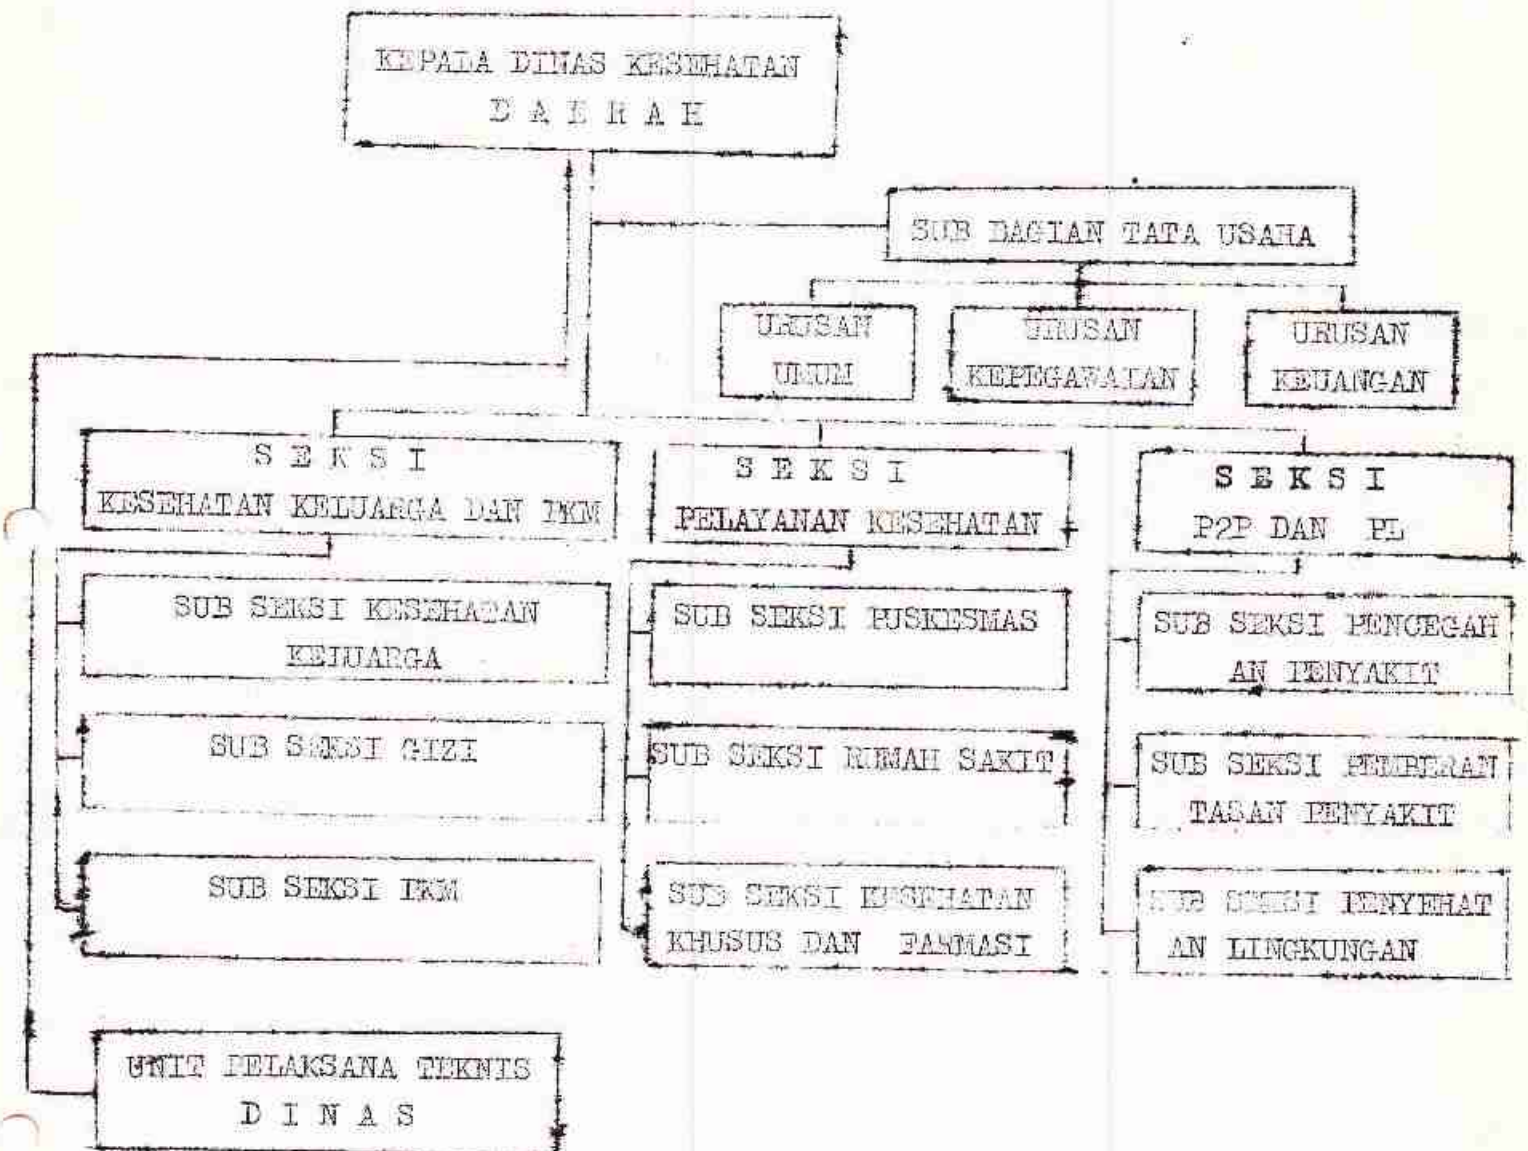 KEPALA DINAS KESEHATAN
D A E R A H
SUB BAGIAN TATA USAHA
URUSAN
UMUM
URUSAN
KEPEGAWAIAN
URUSAN
KEUANGAN
S E K S I
KESEHATAN KELUARGA DAN PKM
S E K S I
PELAYANAN KESEHATAN
S E K S I
P2P DAN PL
SUB SEKSI KESEHATAN
KELUARGA
SUB SEKSI PUSKESMAS
SUB SEKSI PENCEGAH
AN PENYAKIT
SUB SEKSI GIZI
SUB SEKSI RUMAH SAKIT
SUB SEKSI PEMBERAN
TASAN PENYAKIT
SUB SEKSI PKM
SUB SEKSI KESEHATAN
KHUSUS DAN FARMASI
SUB SEKSI PENYEHAT
AN LINGKUNGAN
UNIT PELAKSANA TEKNIS
D I N A S